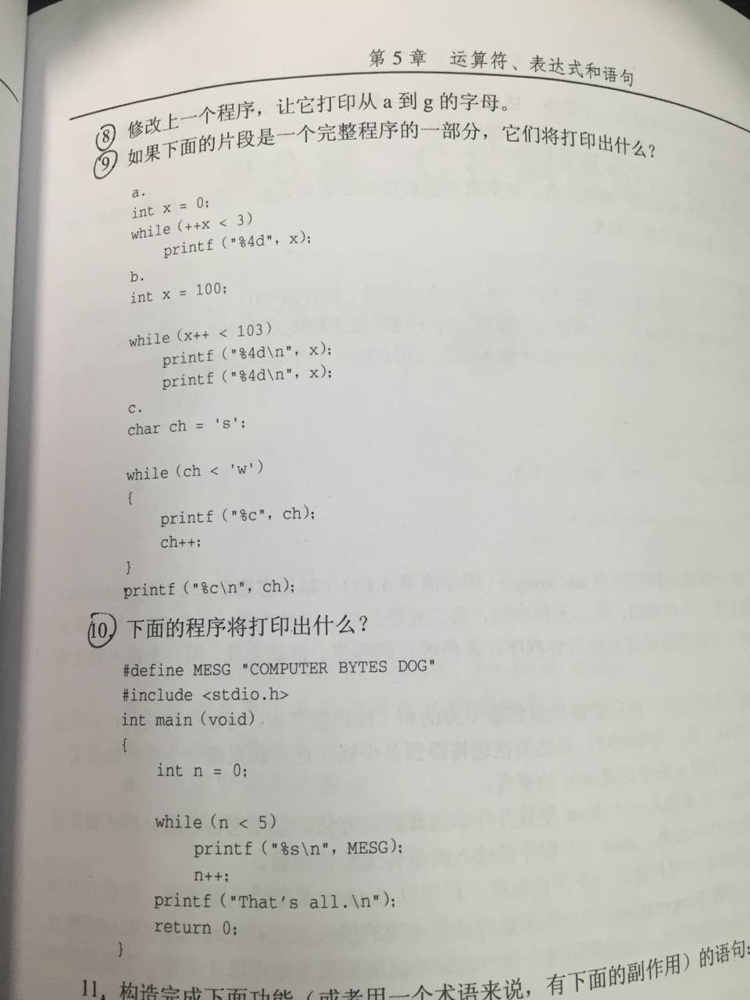 第 5 章 运算符、表达式和语句
8 修改上一个程序，让它打印从 a 到 g 的字母。
9 如果下面的片段是一个完整程序的一部分，它们将打印出什么？
a.
int x = 0;
while (++x < 3)
printf ("%4d", x);
b.
int x = 100;
while (x++ < 103)
printf ("%4d\n", x);
printf ("%4d\n", x);
c.
char ch = 's';
while (ch < 'w')
{
printf ("%c", ch);
ch++;
}
printf ("%c\n", ch);
10. 下面的程序将打印出什么？
#define MESG "COMPUTER BYTES DOG"
#include <stdio.h>
int main (void)
{
int n = 0;
while (n < 5)
printf ("%s\n", MESG);
n++;
printf ("That's all.\n");
return 0;
}
11. 构造完成下面功能（或者用一个术语来说，有下面的副作用）的语句：